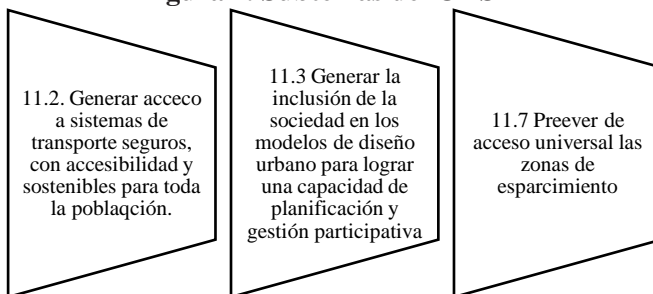 11.2. Generar acceco
a sistemas de
transporte seguros,
con accesibilidad y
sostenibles para toda
la poblaqción.
11.3 Generar la
inclusión de la
sociedad en los
modelos de diseño
urbano para lograr
una capacidad de
planificación y
gestión participativa
11.7 Preever de
acceso universal las
zonas de
esparcimiento